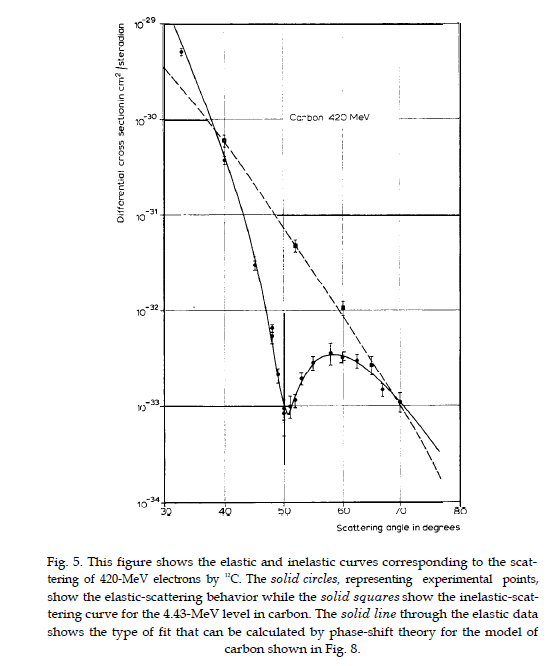 10-29
10-30
10-31
10-32
10-33
10-34
Differential cross sectionin cm2/steradian
Carbon 420 MeV
30 40 50 60 70 80
Scattering angle in degrees
Fig. 5. This figure shows the elastic and inelastic curves corresponding to the scat-
tering of 420-MeV electrons by 12C. The solid circles, representing experimental points,
show the elastic-scattering behavior while the solid squares show the inelastic-scat-
tering curve for the 4.43-MeV level in carbon. The solid line through the elastic data
shows the type of fit that can be calculated by phase-shift theory for the model of
carbon shown in Fig. 8.